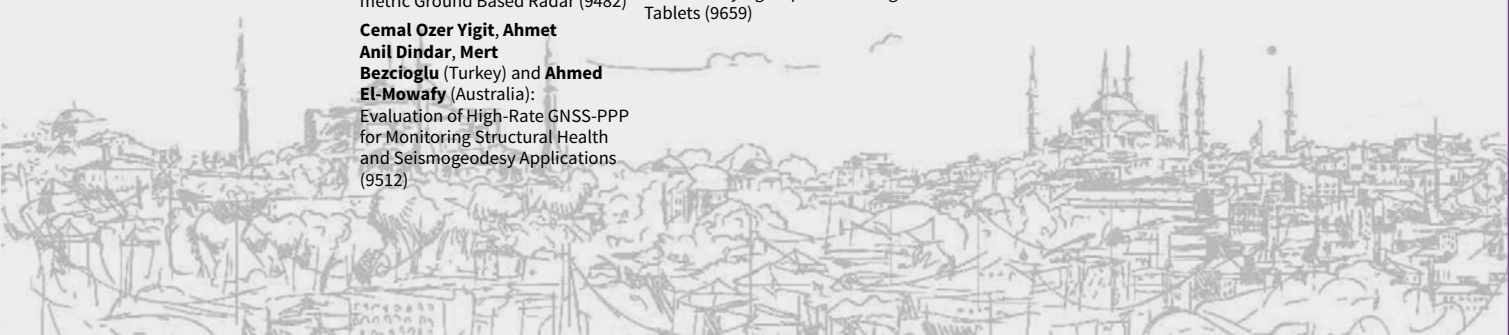 metric Ground Based Radar (9482)
Cemal Ozer Yigit, Ahmet
Anil Dindar, Mert
Bezcioglu (Turkey) and Ahmed
El-Mowafy (Australia):
Evaluation of High-Rate GNSS-PPP
for Monitoring Structural Health
and Seismogeodesy Applications
(9512)
Tablets (9659)